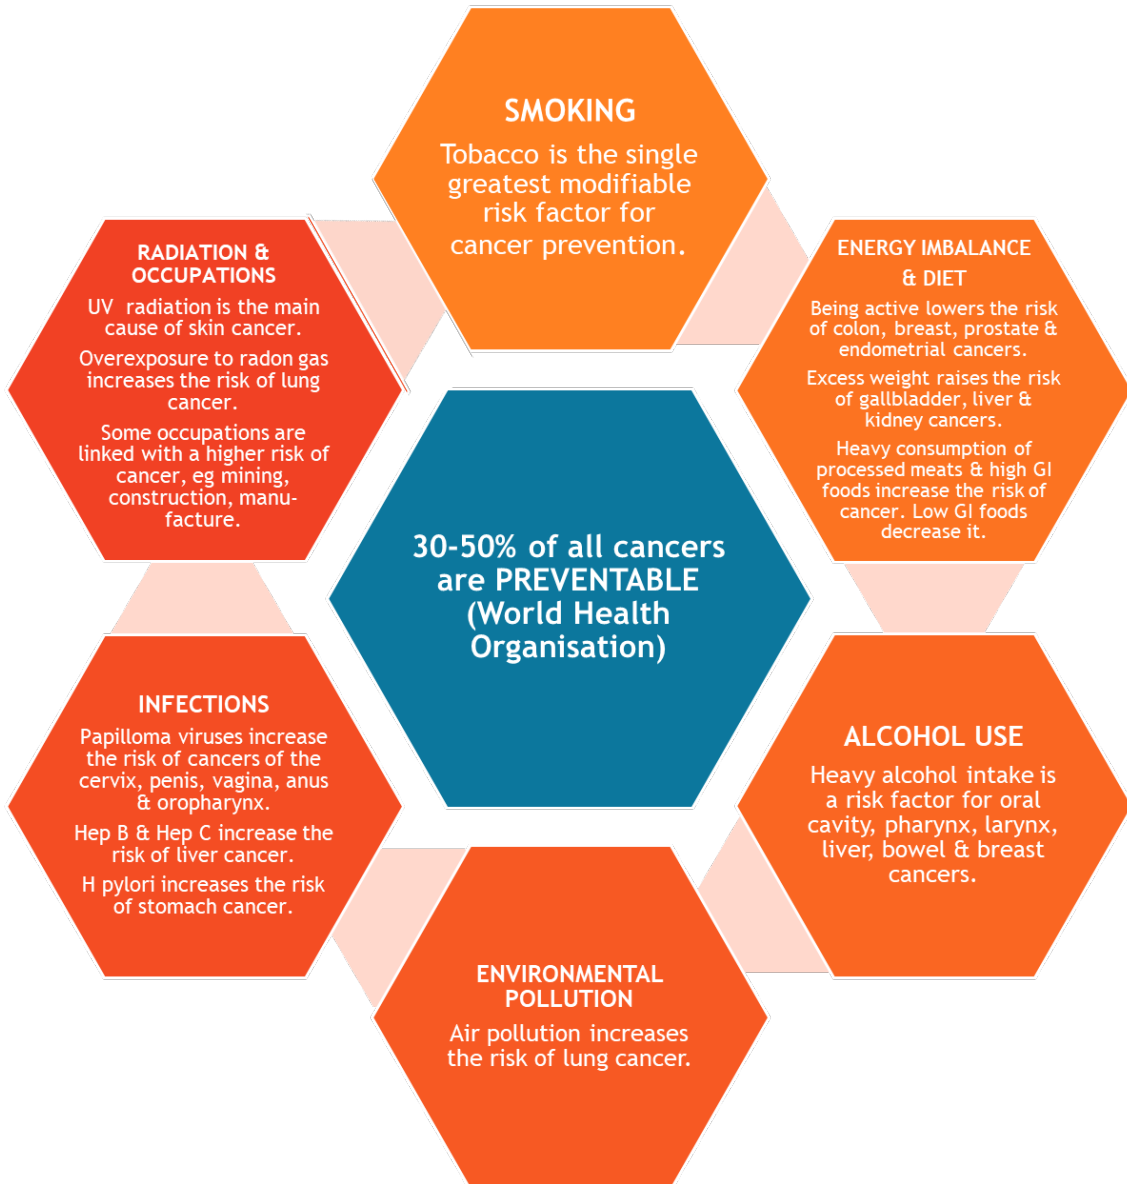 SMOKING
Tobacco is the single
greatest modifiable
risk factor for
cancer prevention.
ENERGY IMBALANCE
& DIET
Being active lowers the risk
of colon, breast, prostate &
endometrial cancers.
Excess weight raises the risk
of gallbladder, liver &
kidney cancers.
Heavy consumption of
processed meats & high GI
foods increase the risk of
cancer. Low GI foods
decrease it.
ALCOHOL USE
Heavy alcohol intake is
a risk factor for oral
cavity, pharynx, larynx,
liver, bowel & breast
cancers.
ENVIRONMENTAL
POLLUTION
Air pollution increases
the risk of lung cancer.
INFECTIONS
Papilloma viruses increase
the risk of cancers of the
cervix, penis, vagina, anus
& oropharynx.
Hep B & Hep C increase the
risk of liver cancer.
H pylori increases the risk
of stomach cancer.
RADIATION &
OCCUPATIONS
UV radiation is the main
cause of skin cancer.
Overexposure to radon gas
increases the risk of lung
cancer.
Some occupations are
linked with a higher risk of
cancer, eg mining,
construction, manu-
facture.
30-50% of all cancers
are PREVENTABLE
(World Health
Organisation)